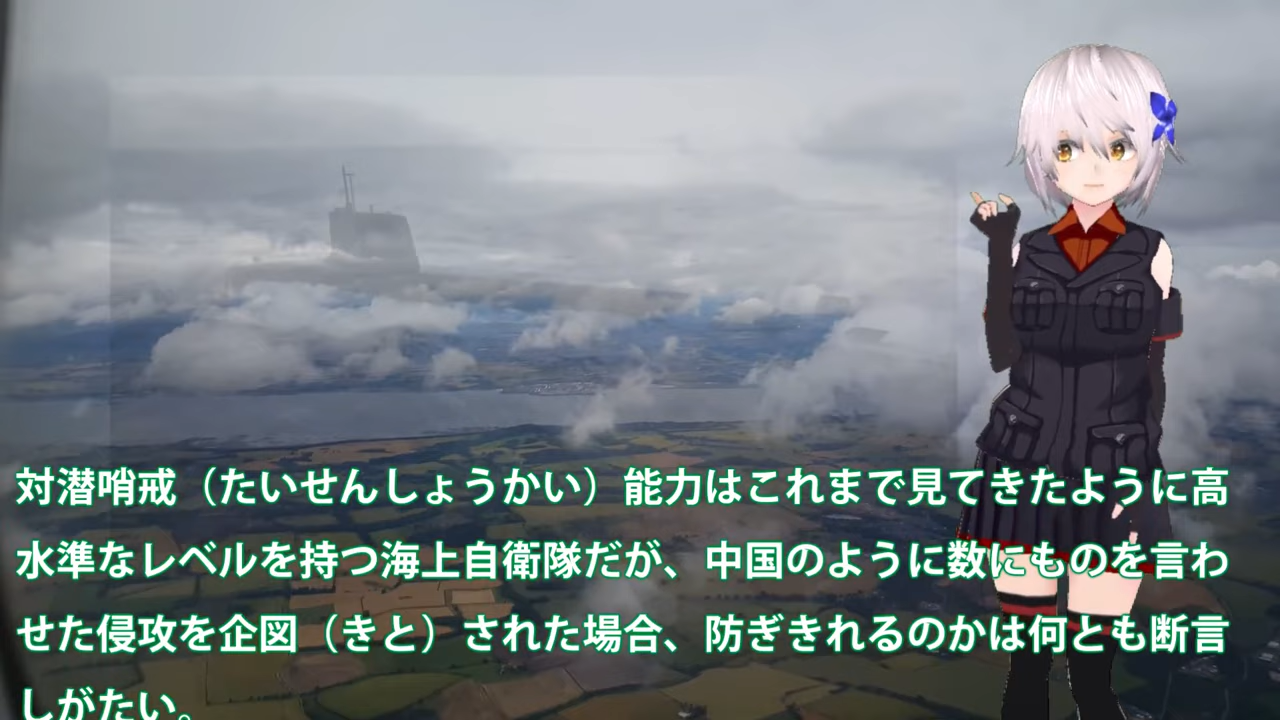 対潜哨戒（たいせんしょうかい）能力はこれまで見てきたように高
水準なレベルを持つ海上自衛隊だが、中国のように数にものを言わ
せた侵攻を企図（きと）された場合、防ぎきれるのかは何とも断言
しがたい。